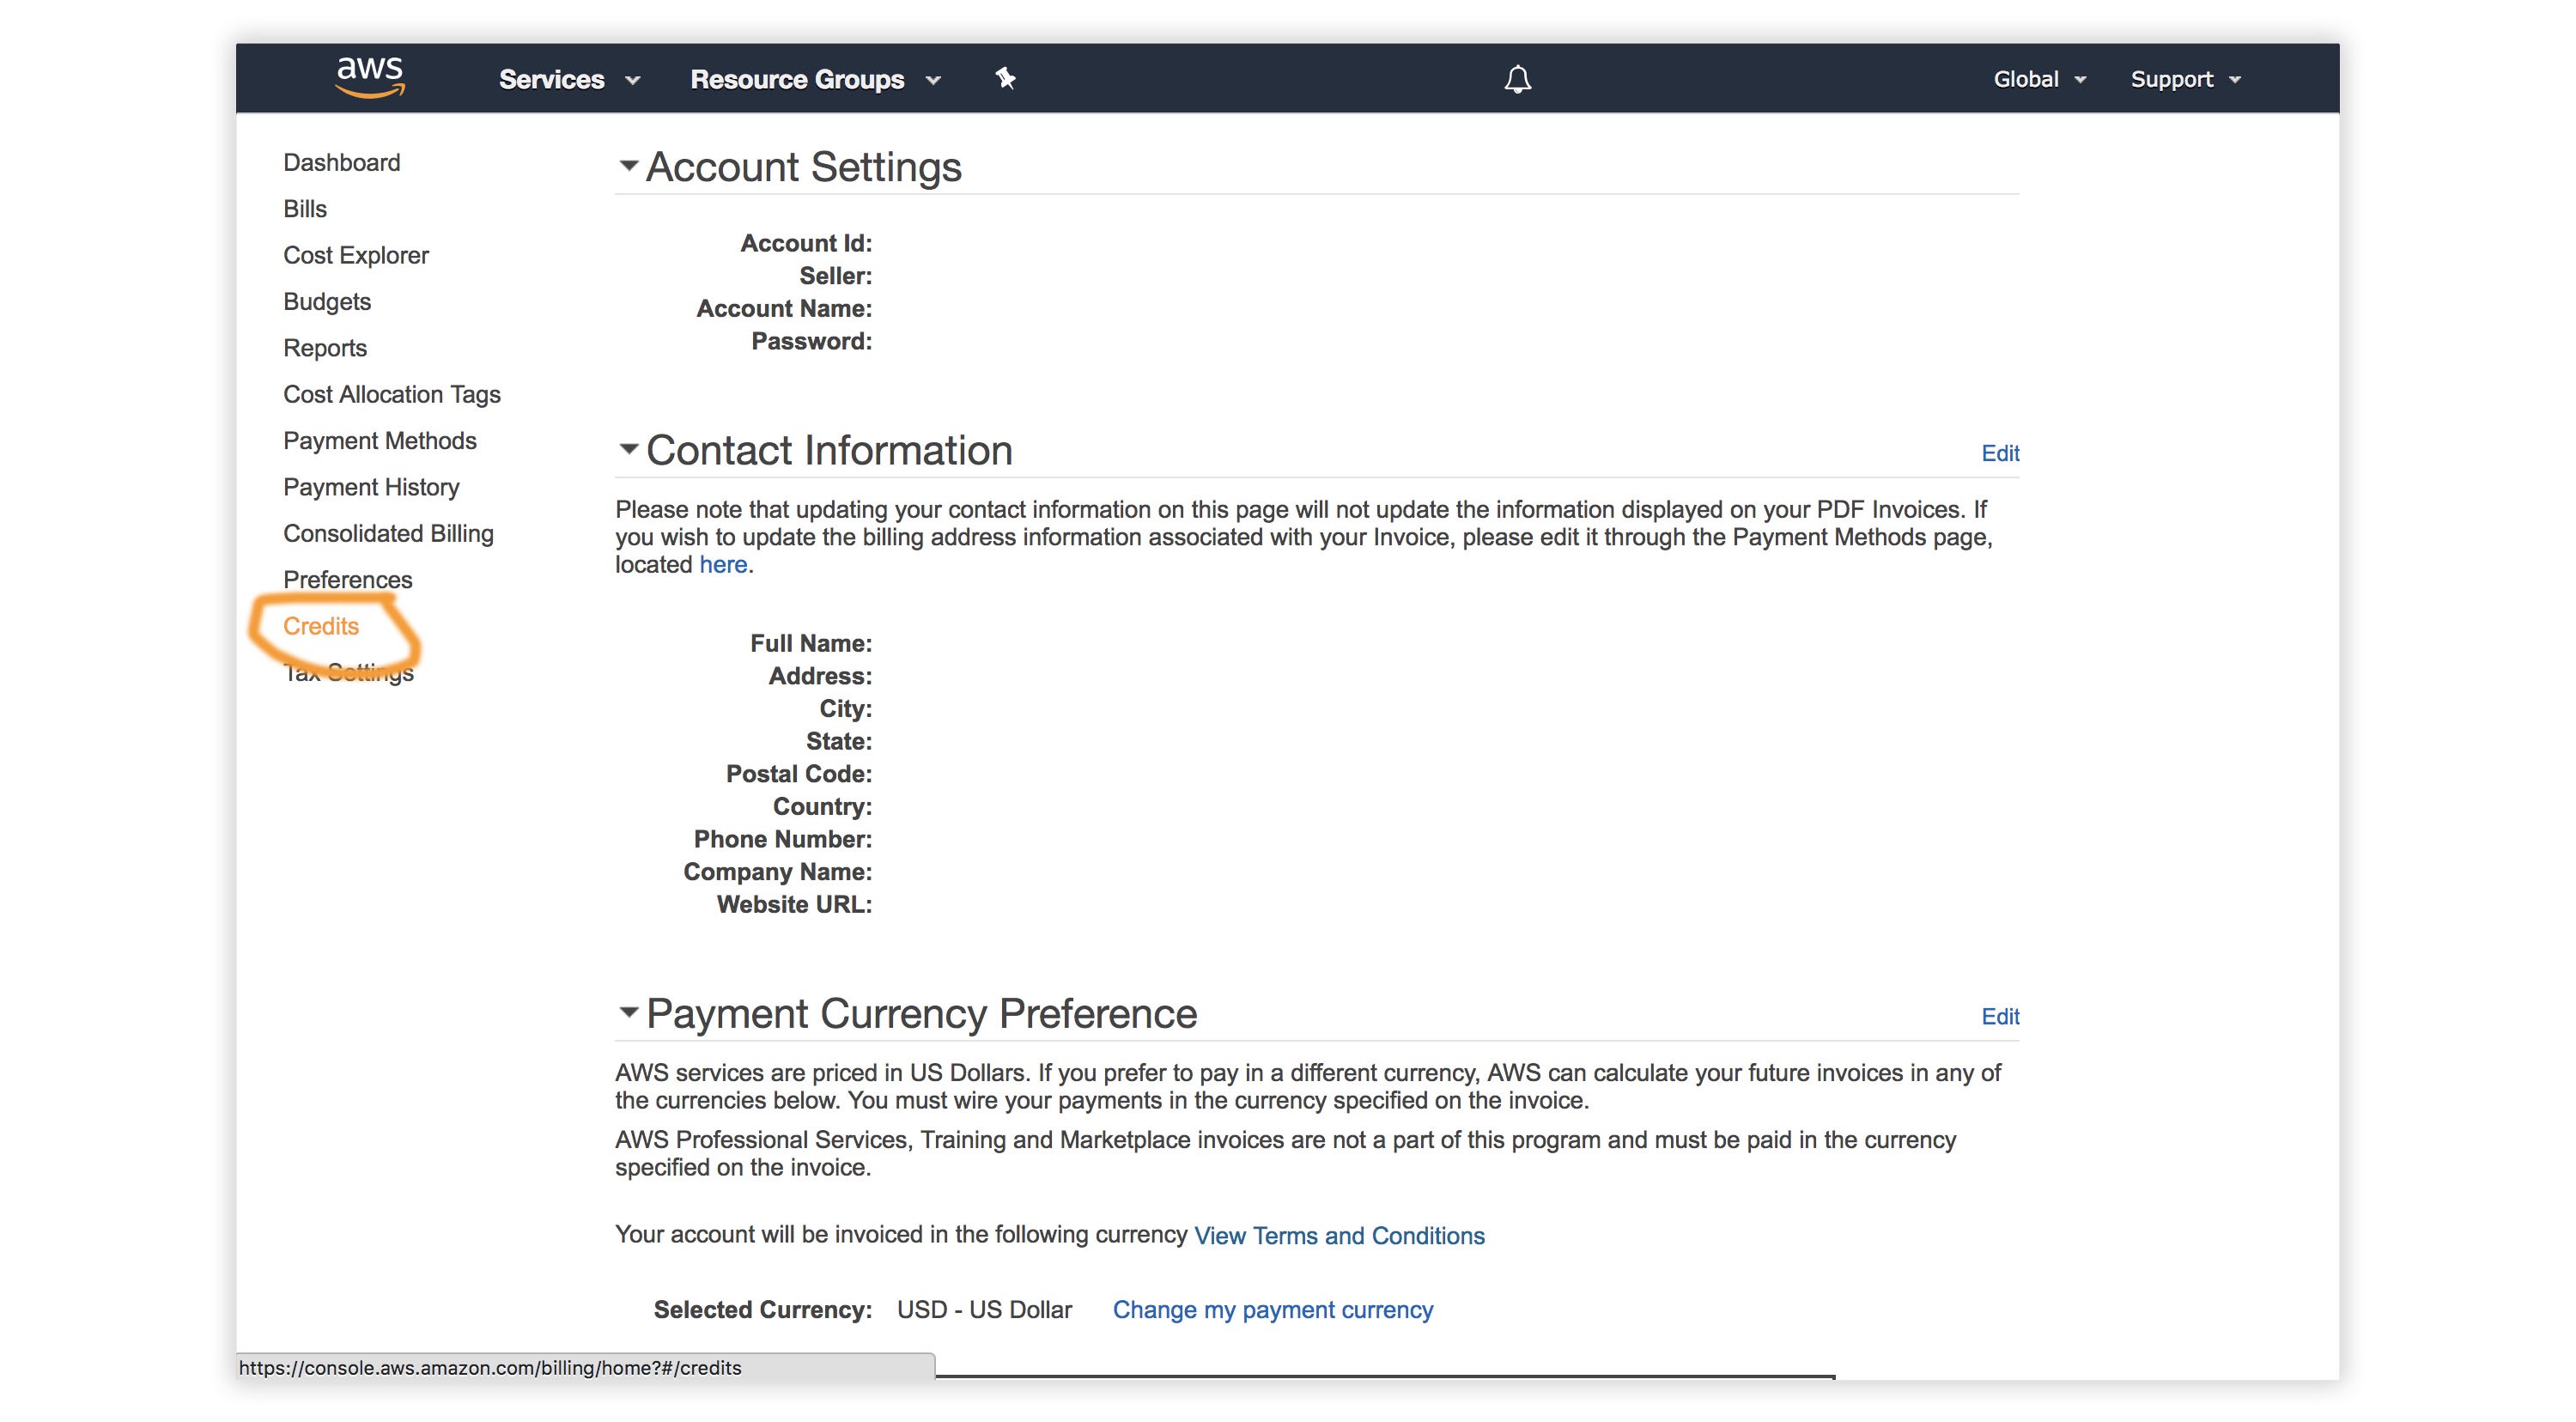 aws Services Resource Groups Global Support
Dashboard
Bills
Cost Explorer
Budgets
Reports
Cost Allocation Tags
Payment Methods
Payment History
Consolidated Billing
Preferences
Credits
Tax Settings
Account Settings
Account Id:
Seller:
Account Name:
Password:
Contact Information Edit
Please note that updating your contact information on this page will not update the information displayed on your PDF Invoices. If
you wish to update the billing address information associated with your Invoice, please edit it through the Payment Methods page,
located here.
Full Name:
Address:
City:
State:
Postal Code:
Country:
Phone Number:
Company Name:
Website URL:
Payment Currency Preference Edit
AWS services are priced in US Dollars. If you prefer to pay in a different currency, AWS can calculate your future invoices in any of
the currencies below. You must wire your payments in the currency specified on the invoice.
AWS Professional Services, Training and Marketplace invoices are not a part of this program and must be paid in the currency
specified on the invoice.
Your account will be invoiced in the following currency View Terms and Conditions
Selected Currency: USD - US Dollar Change my payment currency
https://console.aws.amazon.com/billing/home?#/credits